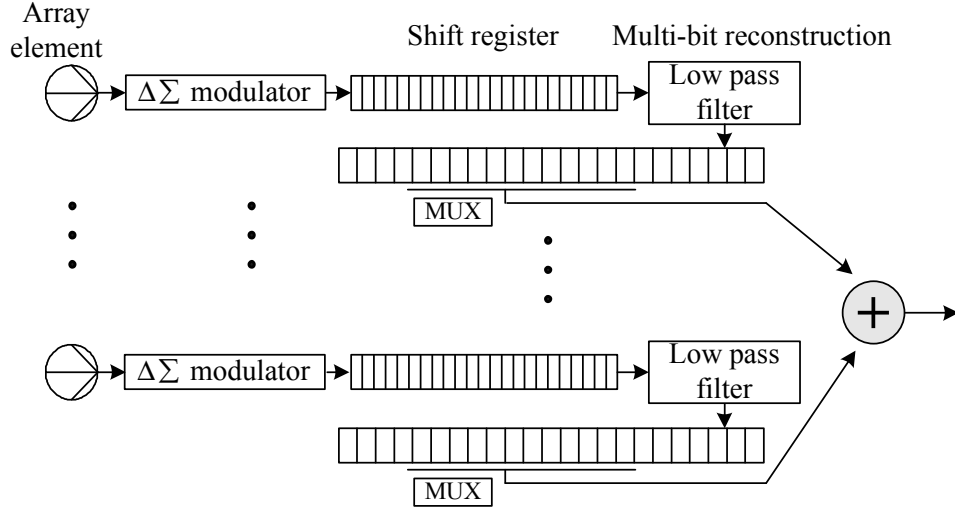 Array
element
Shift register
Multi-bit reconstruction
ΔΣ modulator
Low pass
filter
MUX
+
ΔΣ modulator
Low pass
filter
MUX